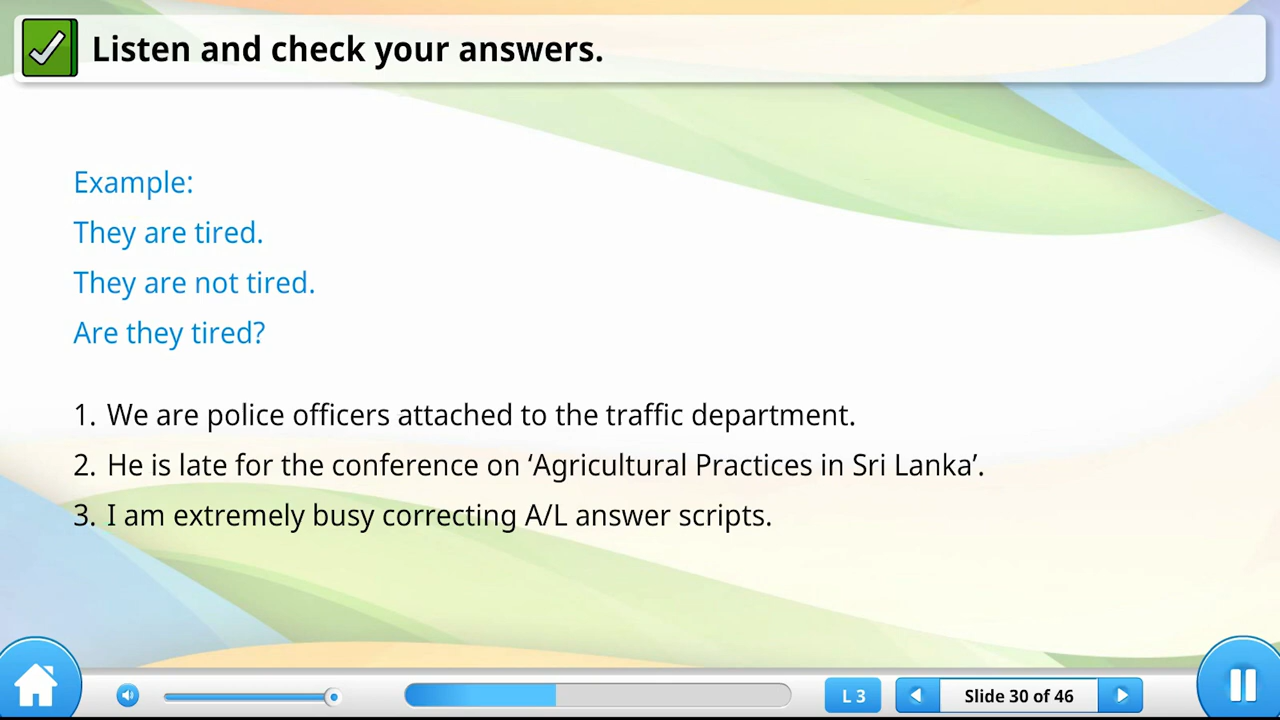 Listen and check your answers.
Example:
They are tired.
They are not tired.
Are they tired?
1. We are police officers attached to the traffic department.
2. He is late for the conference on ‘Agricultural Practices in Sri Lanka’.
3. I am extremely busy correcting A/L answer scripts.
L 3
Slide 30 of 46